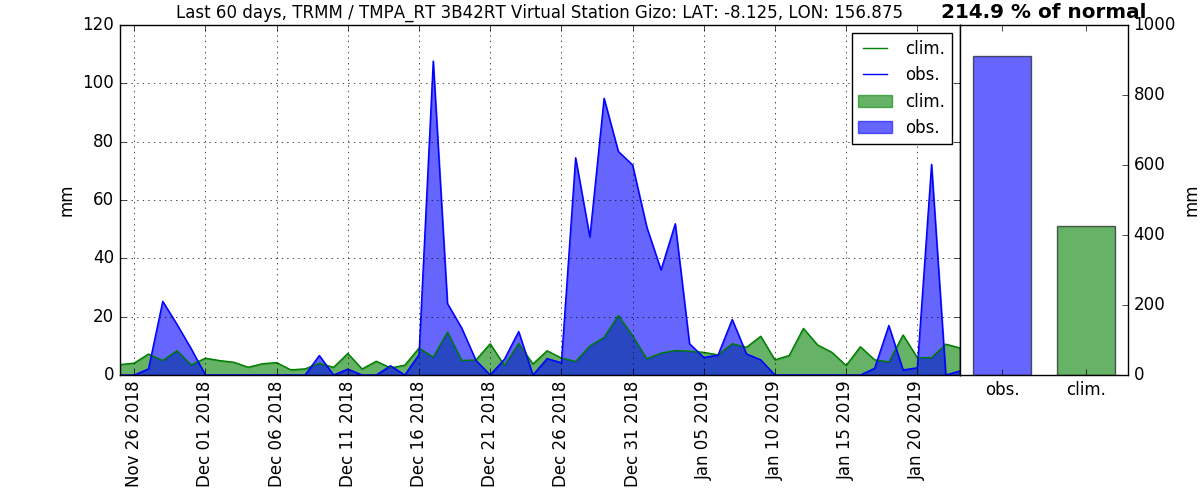 Last 60 days, TRMM / TMPA_RT 3B42RT Virtual Station Gizo: LAT: -8.125, LON: 156.875
214.9 % of normal
120
100
80
60
40
20
0
mm
clim.
obs.
clim.
obs.
1000
800
600
400
200
0
mm
obs.
clim.
Nov 26 2018
Dec 01 2018
Dec 06 2018
Dec 11 2018
Dec 16 2018
Dec 21 2018
Dec 26 2018
Dec 31 2018
Jan 05 2019
Jan 10 2019
Jan 15 2019
Jan 20 2019